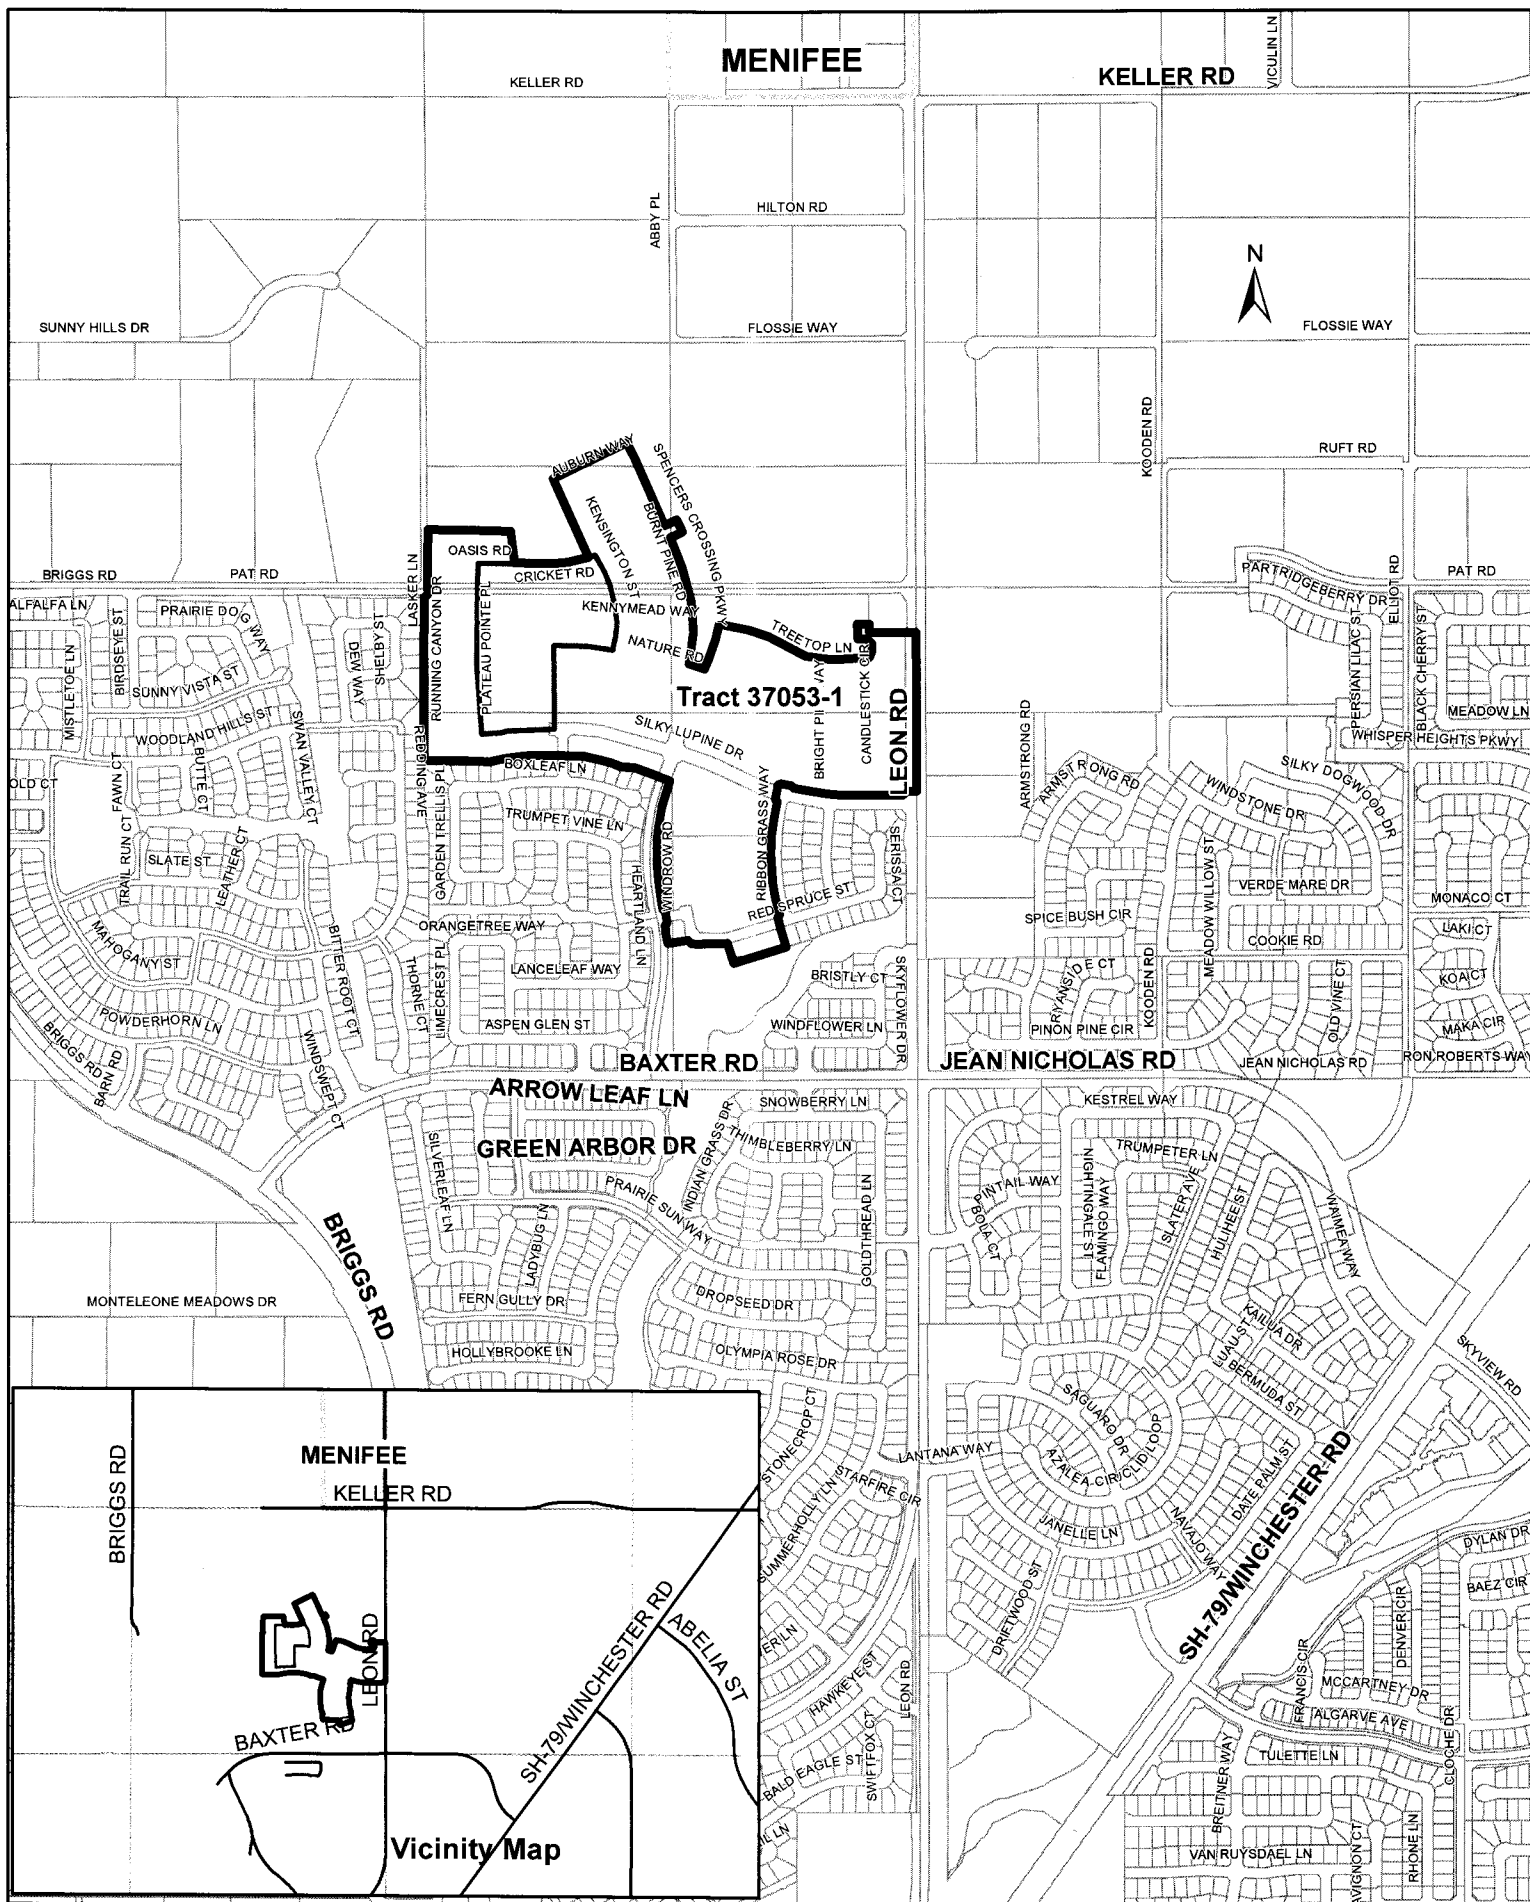 MENIFEE
KELLER RD
KELLER RD
VICULIN LN
ABBY PL
HILTON RD
N
SUNNY HILLS DR
FLOSSIE WAY
FLOSSIE WAY
KOODEN RD
RUFT RD
AUBURN WAY
SPENCERS CROSSING PKWY
KENSINGTON ST
BURNT PINE RD
OASIS RD
CRICKET RD
LASKER LN
BRIGGS RD
PAT RD
PAT RD
PARTRIDGEBERRY DR
ELIOT RD
ALFALFA LN
BIRDSEYE ST
PRAIRIE DOG WAY
SHELBY ST
DEW WAY
RUNNING CANYON DR
PLATEAU POINTE PL
KENNYMEAD WAY
NATURE RD
TREETOP LN
CANDLESTICK CIR
PERSIAN LILAC ST
BLACK CHERRY ST
MISTLETOE LN
SUNNY VISTA ST
WOODLAND HILLS ST
SWAN VALLEY CT
Tract 37053-1
LEON RD
MEADOW LN
WHISPER HEIGHTS PKWY
SILKY LUPINE DR
REDDING AVE
BOXLEAF LN
ARMSTRONG RD
ARMSTRONG RD
WINDSTONE DR
SILKY DOGWOOD DR
OLD CT
FAWN CT
BUTTE CT
TRAIL RUN CT
SLATE ST
LEATHER CT
GARDEN TRELLIS PL
TRUMPET VINE LN
HEARTLAND LN
WINDROW RD
RIBBON GRASS WAY
SERISSA CT
RED SPRUCE ST
MEADOW WILLOW ST
VERDE MARE DR
MONACO CT
SPICE BUSH CIR
COOKIE RD
LAKI CT
MAHOGANY ST
BITTER ROOT CT
ORANGETREE WAY
LANCELEAF WAY
THORNE CT
LIMECREST PL
BRISTLY CT
SKYFLOWER DR
RYANSIDE CT
KOODEN RD
OLD VINE CT
KOA CT
POWDERHORN LN
BRIGGS RD
BARN RD
WINDSWEPT CT
ASPEN GLEN ST
WINDFLOWER LN
PINON PINE CIR
MAKA CIR
BAXTER RD
JEAN NICHOLAS RD
JEAN NICHOLAS RD
RON ROBERTS WAY
ARROW LEAF LN
SNOWBERRY LN
KESTREL WAY
GREEN ARBOR DR
INDIAN GRASS DR
THIMBLEBERRY LN
TRUMPETER LN
SILVERLEAF LN
PRAIRIE SUN WAY
GOLDTHREAD LN
PINTAIL WAY
BOLA CT
NIGHTINGALE ST
FLAMINGO WAY
SLATER AVE
HULIHEE ST
WAIMEA WAY
BRIGGS RD
LADYBUG LN
MONTELEONE MEADOWS DR
FERN GULLY DR
DROPSEED DR
KAILUA DR
LUAU ST
BERMUDA ST
HOLLYBROOKE LN
OLYMPIA ROSE DR
SKYVIEW RD
SAGUARO DR
STONECROP CT
LANTANA WAY
AZALEA CIR
STARFIRE CIR
SUMMERHOLLY LN
JANELLE LN
NAVAJO WAY
DATE PALM ST
SH-79/WINCHESTER RD
DRIFTWOOD ST
DYLAN DR
BAEZ CIR
DENVER CIR
FRANCIS CIR
MCCARTNEY DR
ALGARVE AVE
HAWKEYE ST
LEON RD
SWIFTFOX CT
BALD EAGLE ST
BREITNER WAY
TULETTE LN
CLOCHE DR
VAN RUYSDAEL LN
AVIGNON CT
RHONE LN
MENIFEE
BRIGGS RD
KELLER RD
LEON RD
SH-79/WINCHESTER RD
ABELIA ST
BAXTER RD
Vicinity Map